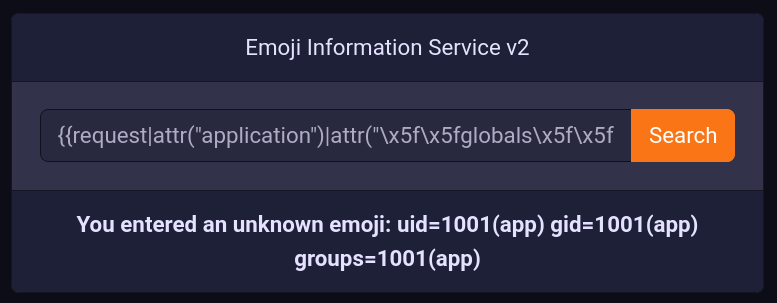 Emoji Information Service v2
{{request|attr("application")|attr("\x5f\x5fglobals\x5f\x5f
Search
You entered an unknown emoji: uid=1001(app) gid=1001(app)
groups=1001(app)